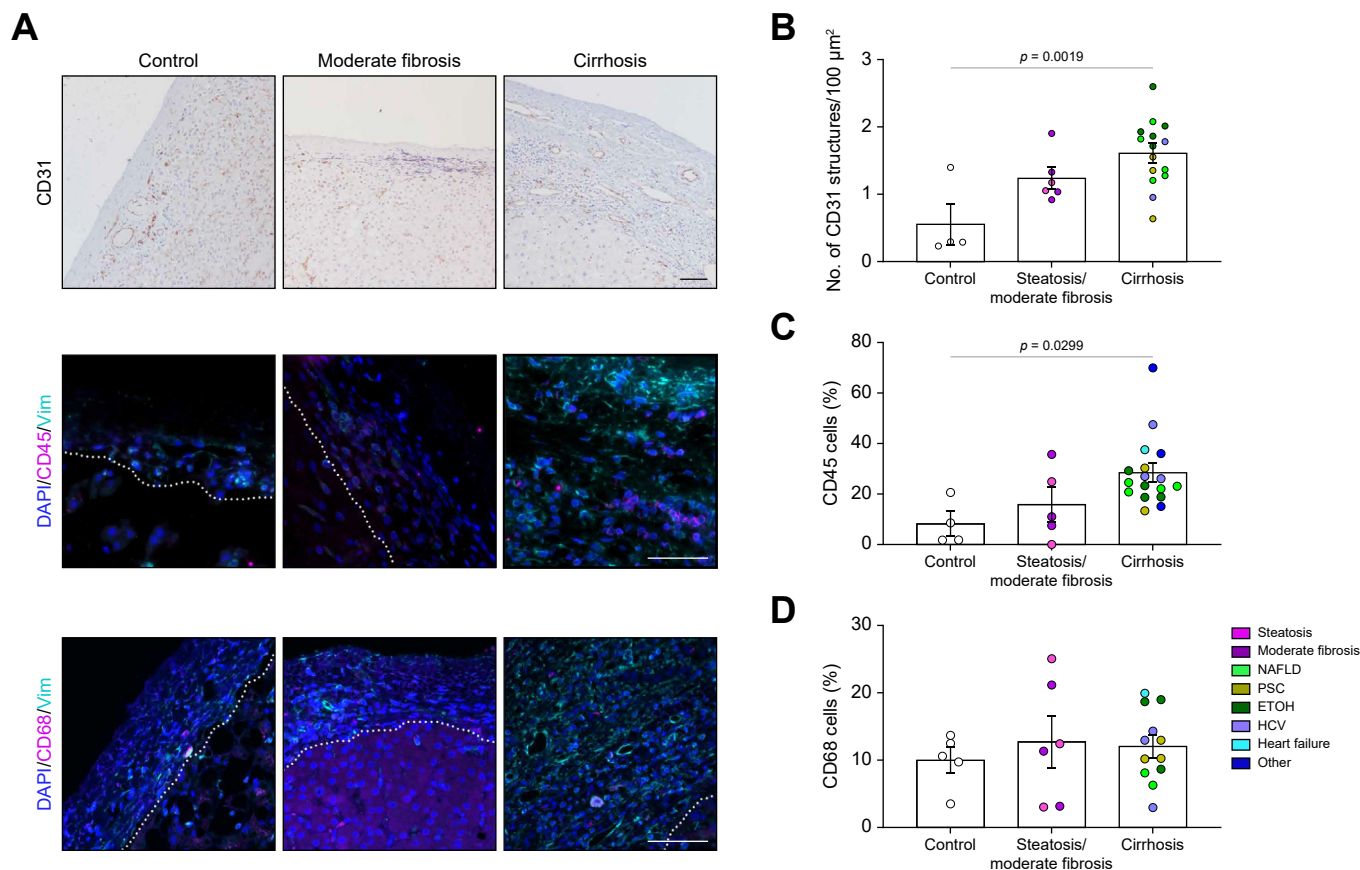 A
Control
Moderate fibrosis
Cirrhosis
CD31
DAPI/CD45/Vim
DAPI/CD68/Vim
B
No. of CD31 structures/100 µm²
3
2
1
0
p = 0.0019
Control
Steatosis/
moderate fibrosis
Cirrhosis
C
CD45 cells (%)
80
60
40
20
0
p = 0.0299
Control
Steatosis/
moderate fibrosis
Cirrhosis
D
CD68 cells (%)
30
20
10
0
Control
Steatosis/
moderate fibrosis
Cirrhosis
Steatosis
Moderate fibrosis
NAFLD
PSC
ETOH
HCV
Heart failure
Other